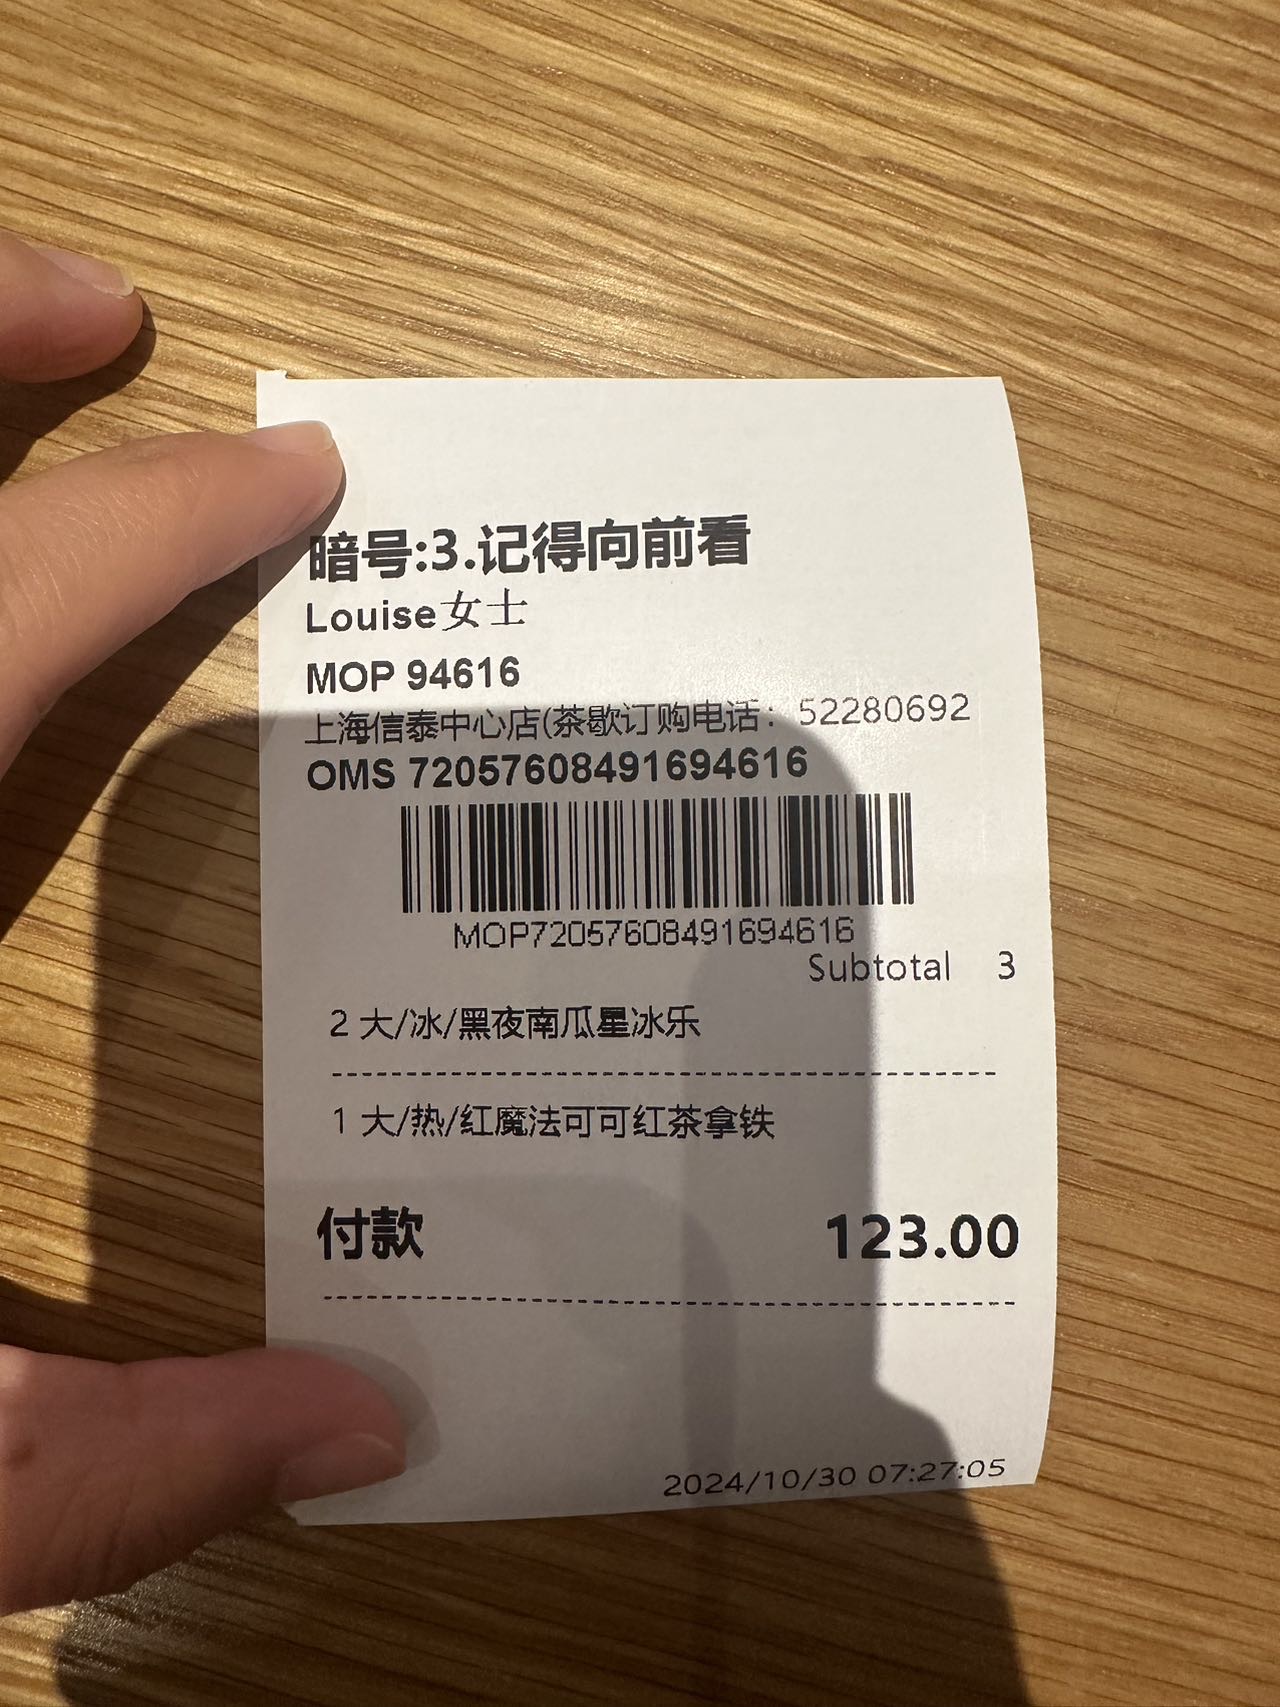 暗号:3.记得向前看
Louise女士
MOP 94616
上海信泰中心店(茶歇订购电话：52280692
OMS 72057608491694616
MOP72057608491694616
Subtotal 3
2 大/冰/黑夜南瓜星冰乐
1 大/热/红魔法可可红茶拿铁
付款 123.00
2024/10/30 07:27:05